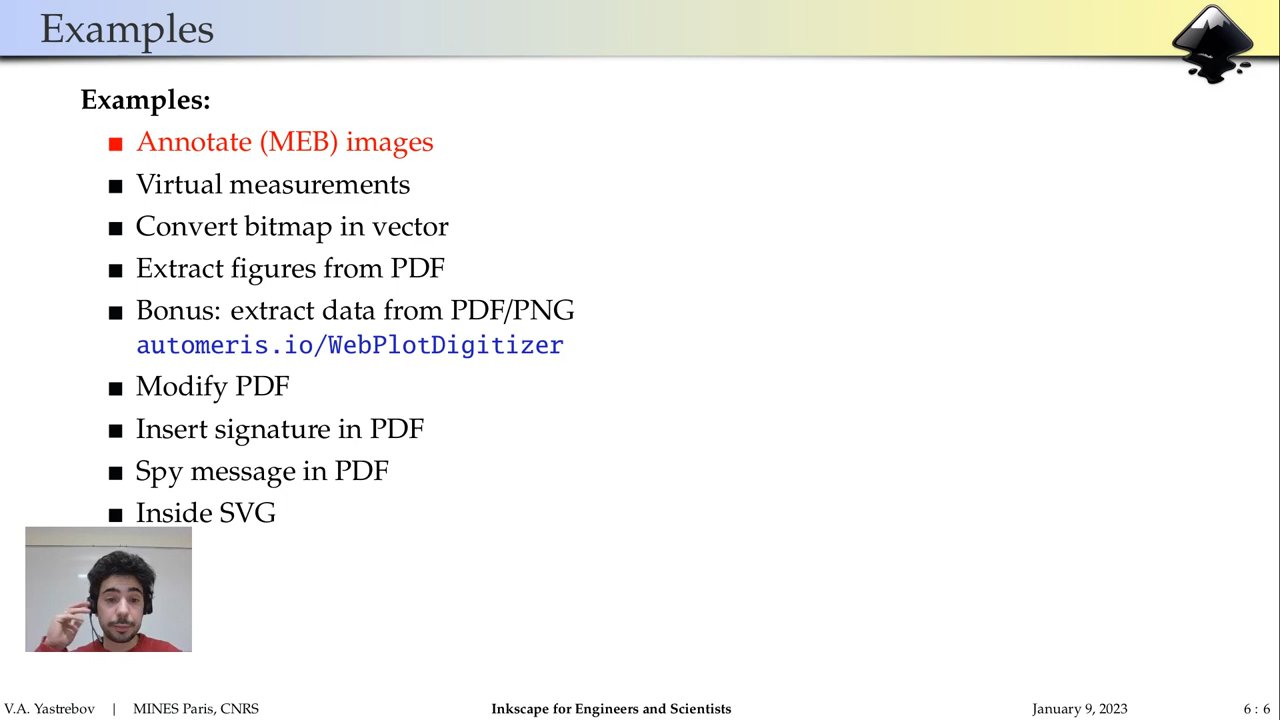 Examples
Examples:
Annotate (MEB) images
Virtual measurements
Convert bitmap in vector
Extract figures from PDF
Bonus: extract data from PDF/PNG
automeris.io/WebPlotDigitizer
Modify PDF
Insert signature in PDF
Spy message in PDF
Inside SVG
V.A. Yastrebov | MINES Paris, CNRS Inkscape for Engineers and Scientists January 9, 2023 6 : 6